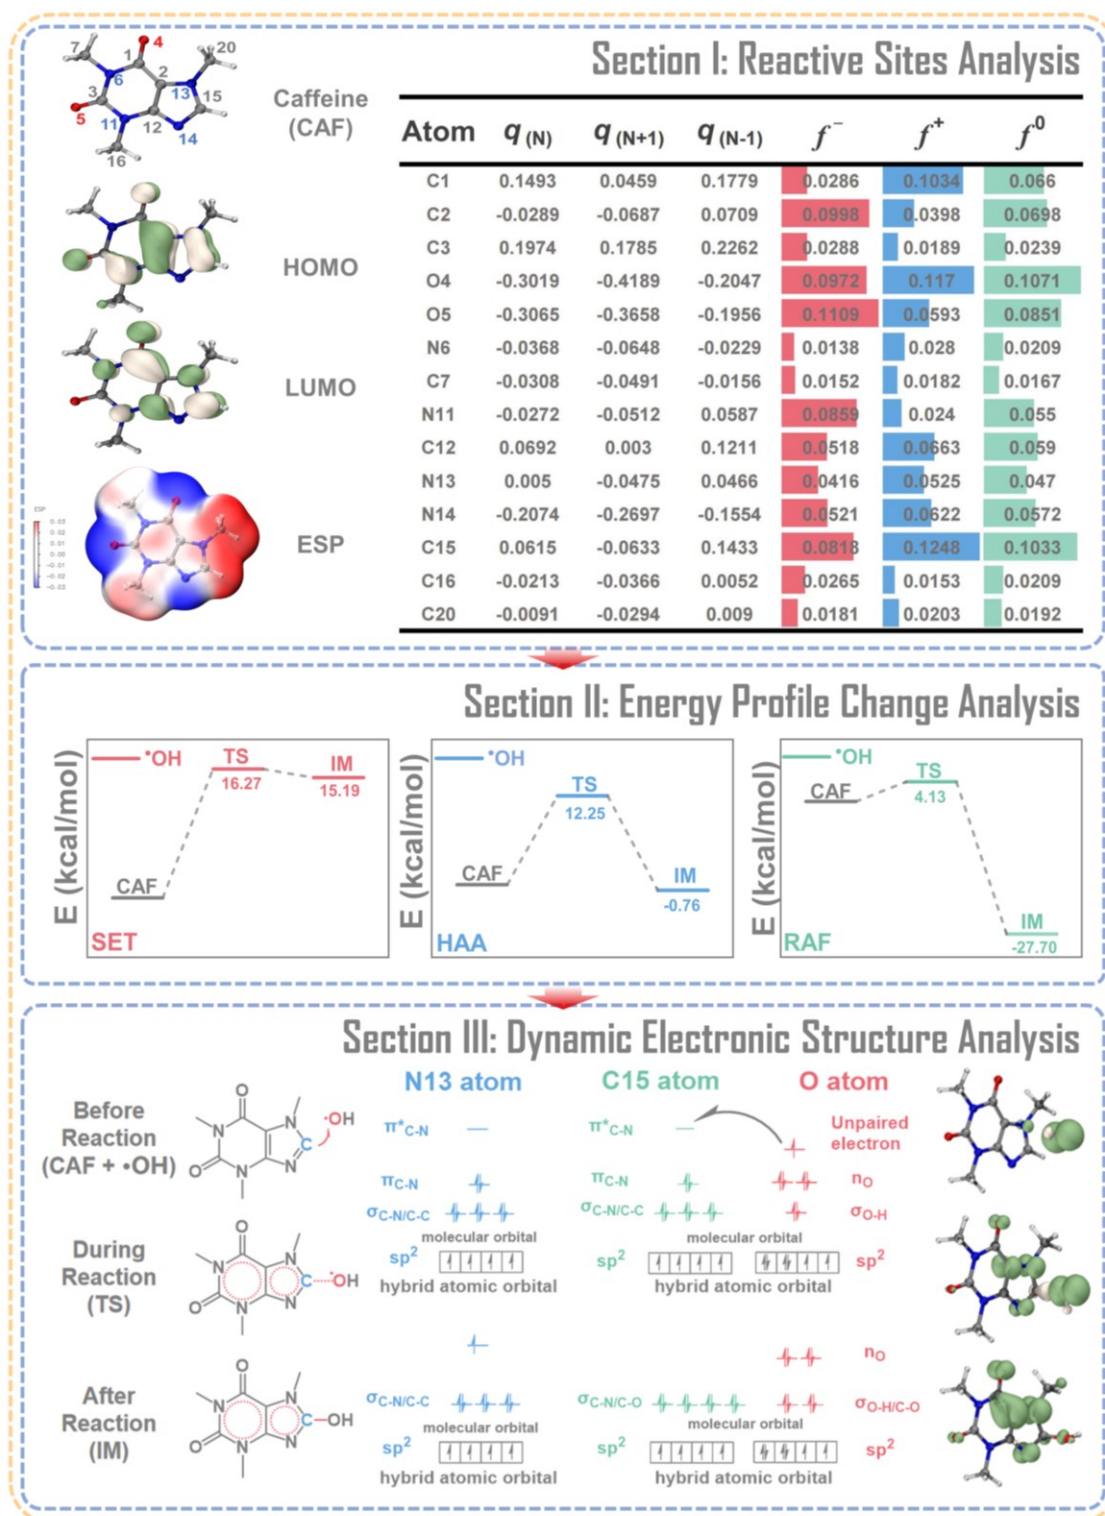 Section I: Reactive Sites Analysis
7 4 20
1
6 2 13
3 15
5 11 12 14
16
Caffeine
(CAF)
HOMO
LUMO
ESP
ESP
0.03
0.02
0.01
0.00
-0.01
-0.02
-0.03
Atom q (N) q (N+1) q (N-1) f⁻ f⁺ f⁰
C1 0.1493 0.0459 0.1779 0.0286 0.1034 0.066
C2 -0.0289 -0.0687 0.0709 0.0998 0.0398 0.0698
C3 0.1974 0.1785 0.2262 0.0288 0.0189 0.0239
O4 -0.3019 -0.4189 -0.2047 0.0972 0.117 0.1071
O5 -0.3065 -0.3658 -0.1956 0.1109 0.0593 0.0851
N6 -0.0368 -0.0648 -0.0229 0.0138 0.028 0.0209
C7 -0.0308 -0.0491 -0.0156 0.0152 0.0182 0.0167
N11 -0.0272 -0.0512 0.0587 0.0859 0.024 0.055
C12 0.0692 0.003 0.1211 0.0518 0.0663 0.059
N13 0.005 -0.0475 0.0466 0.0416 0.0525 0.047
N14 -0.2074 -0.2697 -0.1554 0.0521 0.0622 0.0572
C15 0.0615 -0.0633 0.1433 0.0818 0.1248 0.1033
C16 -0.0213 -0.0366 0.0052 0.0265 0.0153 0.0209
C20 -0.0091 -0.0294 0.009 0.0181 0.0203 0.0192
Section II: Energy Profile Change Analysis
E (kcal/mol)
•OH
TS
16.27
IM
15.19
CAF
SET
E (kcal/mol)
•OH
TS
12.25
CAF
IM
-0.76
HAA
E (kcal/mol)
•OH
TS
4.13
CAF
IM
-27.70
RAF
Section III: Dynamic Electronic Structure Analysis
N13 atom C15 atom O atom
Before
Reaction
(CAF + •OH)
O
N N •OH
C
O N N
π*C-N π*C-N Unpaired
electron
πC-N πC-N nO
σC-N/C-C σC-N/C-C σO-H
molecular orbital molecular orbital
sp² sp² sp²
hybrid atomic orbital hybrid atomic orbital
During
Reaction
(TS)
O
N N
C •OH
O N N
After
Reaction
(IM)
O
N N
C OH
O N N
nO
σC-N/C-C σC-N/C-O σO-H/C-O
molecular orbital molecular orbital
sp² sp² sp²
hybrid atomic orbital hybrid atomic orbital